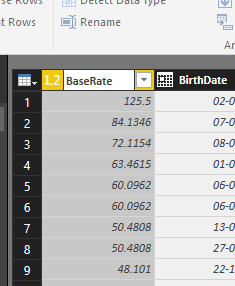 Detect Data Type
Rows
Rename
1.2 BaseRate BirthDate
1 125.5 02-0
2 84.1346 07-0
3 72.1154 08-0
4 63.4615 01-0
5 60.0962 06-0
6 60.0962 06-0
7 50.4808 13-0
8 50.4808 27-0
9 48.101 22-1